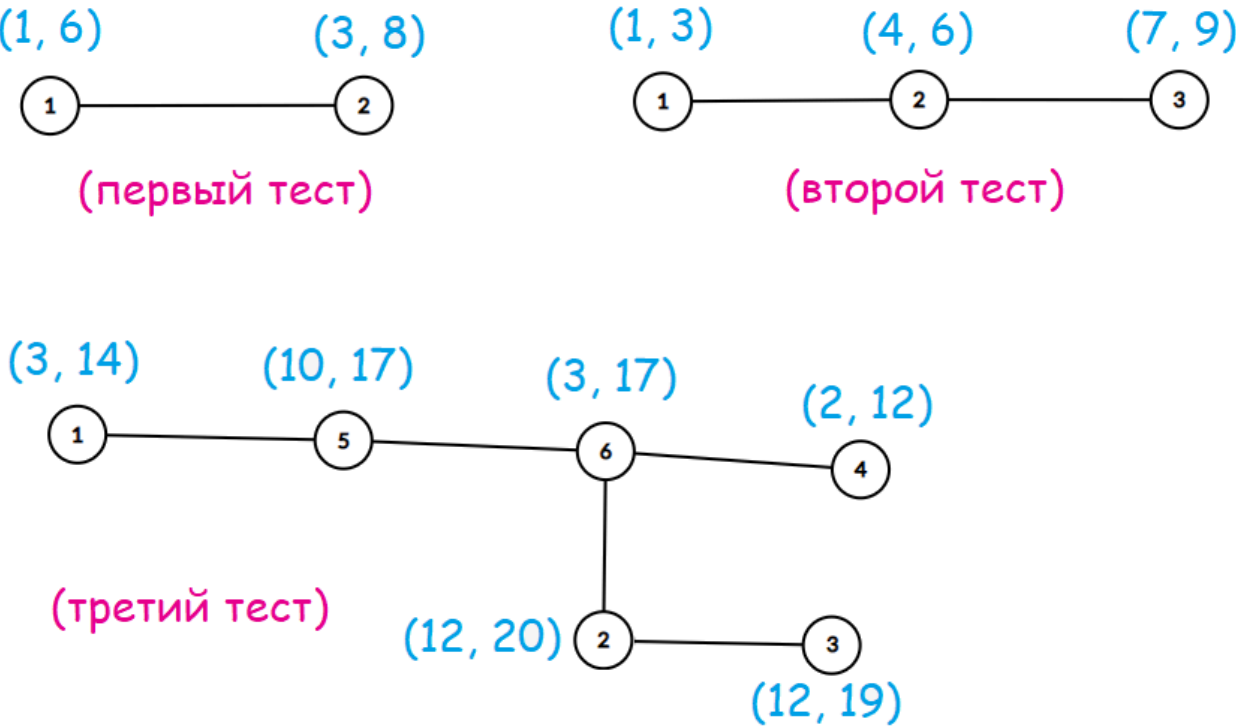 (1, 6) (3, 8) (1, 3) (4, 6) (7, 9)
1 2 1 2 3
(первый тест) (второй тест)
(3, 14) (10, 17) (3, 17) (2, 12)
1 5 6 4
(третий тест)
(12, 20) 2 3
(12, 19)